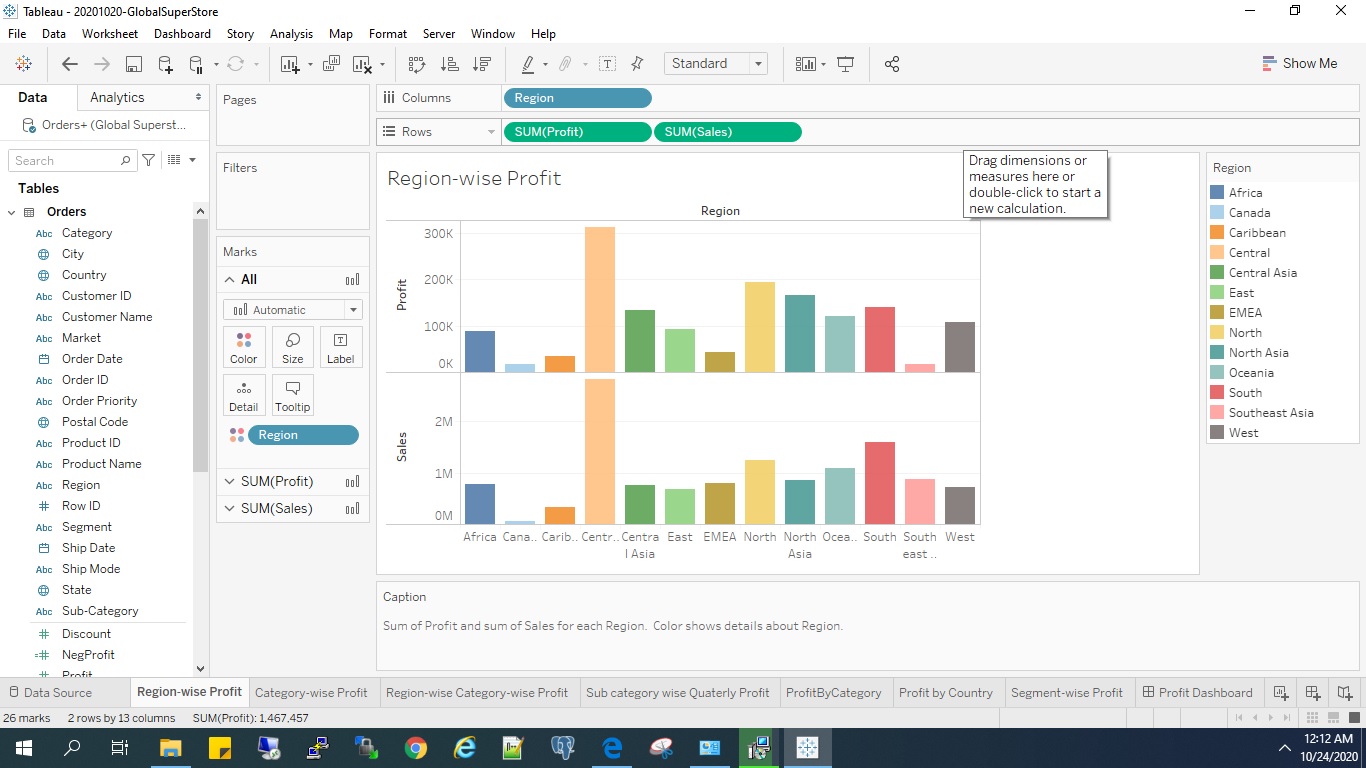 Tableau - 20201020-GlobalSuperStore
File Data Worksheet Dashboard Story Analysis Map Format Server Window Help
Standard
Show Me
Data Analytics
Orders+ (Global Superst...
Search
Tables
Orders
Abc Category
City
Country
Abc Customer ID
Abc Customer Name
Abc Market
Order Date
Abc Order ID
Abc Order Priority
Postal Code
Abc Product ID
Abc Product Name
Abc Region
# Row ID
Abc Segment
Ship Date
Abc Ship Mode
State
Abc Sub-Category
# Discount
=# NegProfit
# Profit
Pages
Filters
Marks
All
Automatic
Color Size Label
Detail Tooltip
Region
SUM(Profit)
SUM(Sales)
Columns Region
Rows SUM(Profit) SUM(Sales)
Drag dimensions or
measures here or
double-click to start a
new calculation.
Region-wise Profit
Region
300K
200K
100K
0K
Profit
2M
1M
0M
Sales
Africa Cana.. Carib.. Centr.. Centra East EMEA North North Ocea.. South South West
l Asia Asia east ..
Region
Africa
Canada
Caribbean
Central
Central Asia
East
EMEA
North
North Asia
Oceania
South
Southeast Asia
West
Caption
Sum of Profit and sum of Sales for each Region. Color shows details about Region.
Data Source Region-wise Profit Category-wise Profit Region-wise Category-wise Profit Sub category wise Quaterly Profit ProfitByCategory Profit by Country Segment-wise Profit Profit Dashboard
26 marks 2 rows by 13 columns SUM(Profit): 1,467,457
12:12 AM
10/24/2020